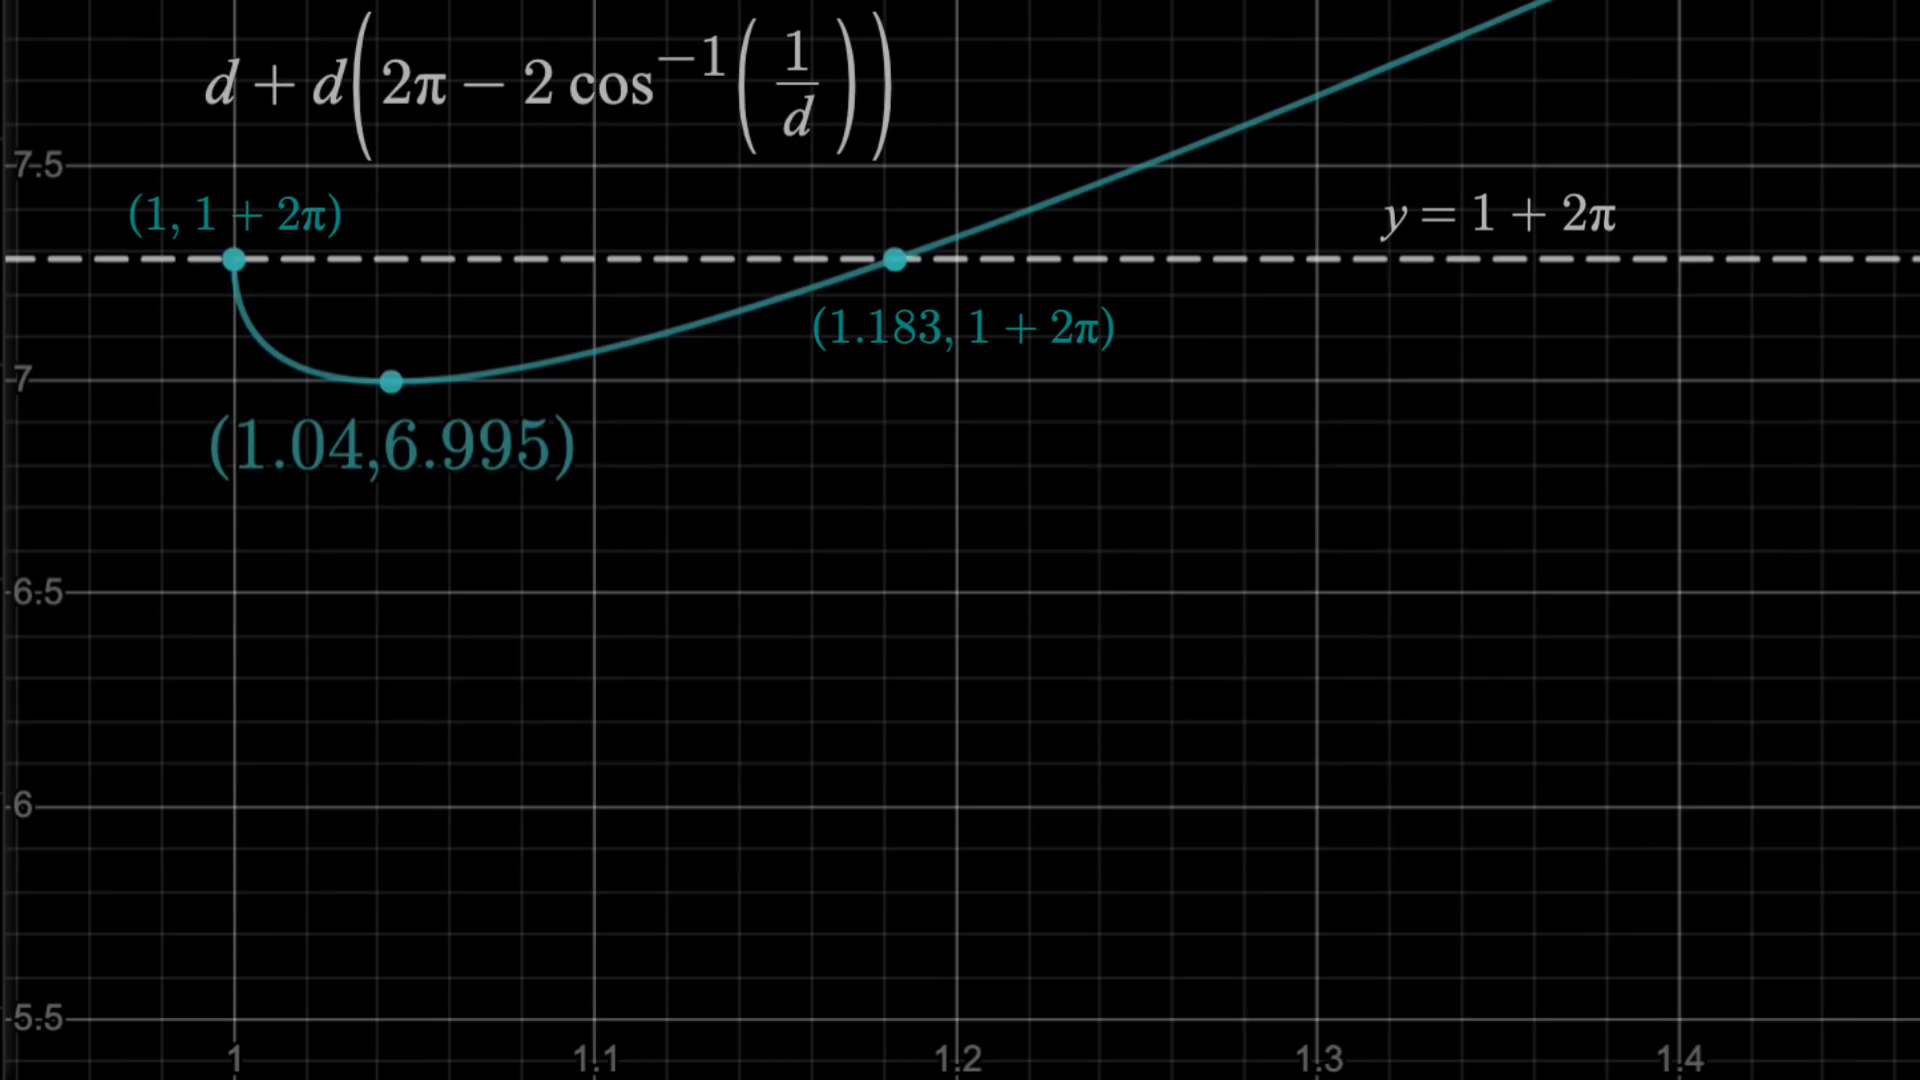 d + d(2π − 2 cos⁻¹(1/d))
7.5
(1, 1 + 2π)
y = 1 + 2π
(1.183, 1 + 2π)
7
(1.04,6.995)
6.5
6
5.5
1
1.1
1.2
1.3
1.4